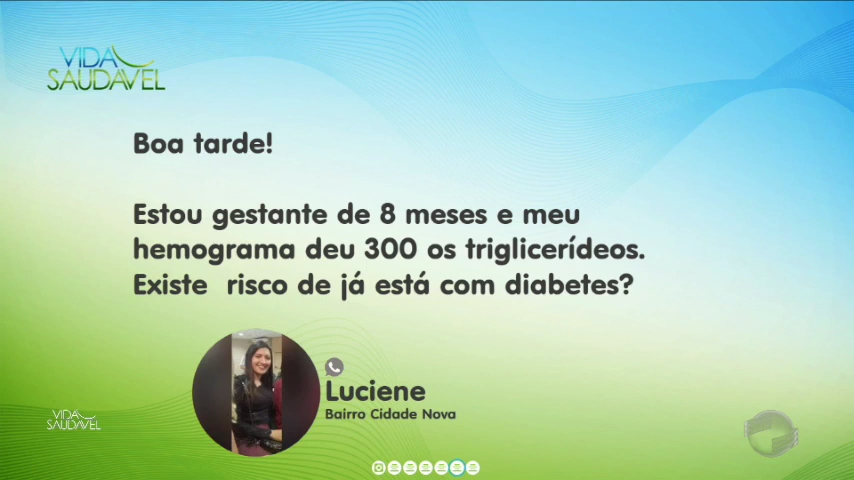 VIDA
SAUDÁVEL
Boa tarde!
Estou gestante de 8 meses e meu
hemograma deu 300 os triglicerídeos.
Existe  risco de já está com diabetes?
Luciene
Bairro Cidade Nova
VIDA
SAUDÁVEL